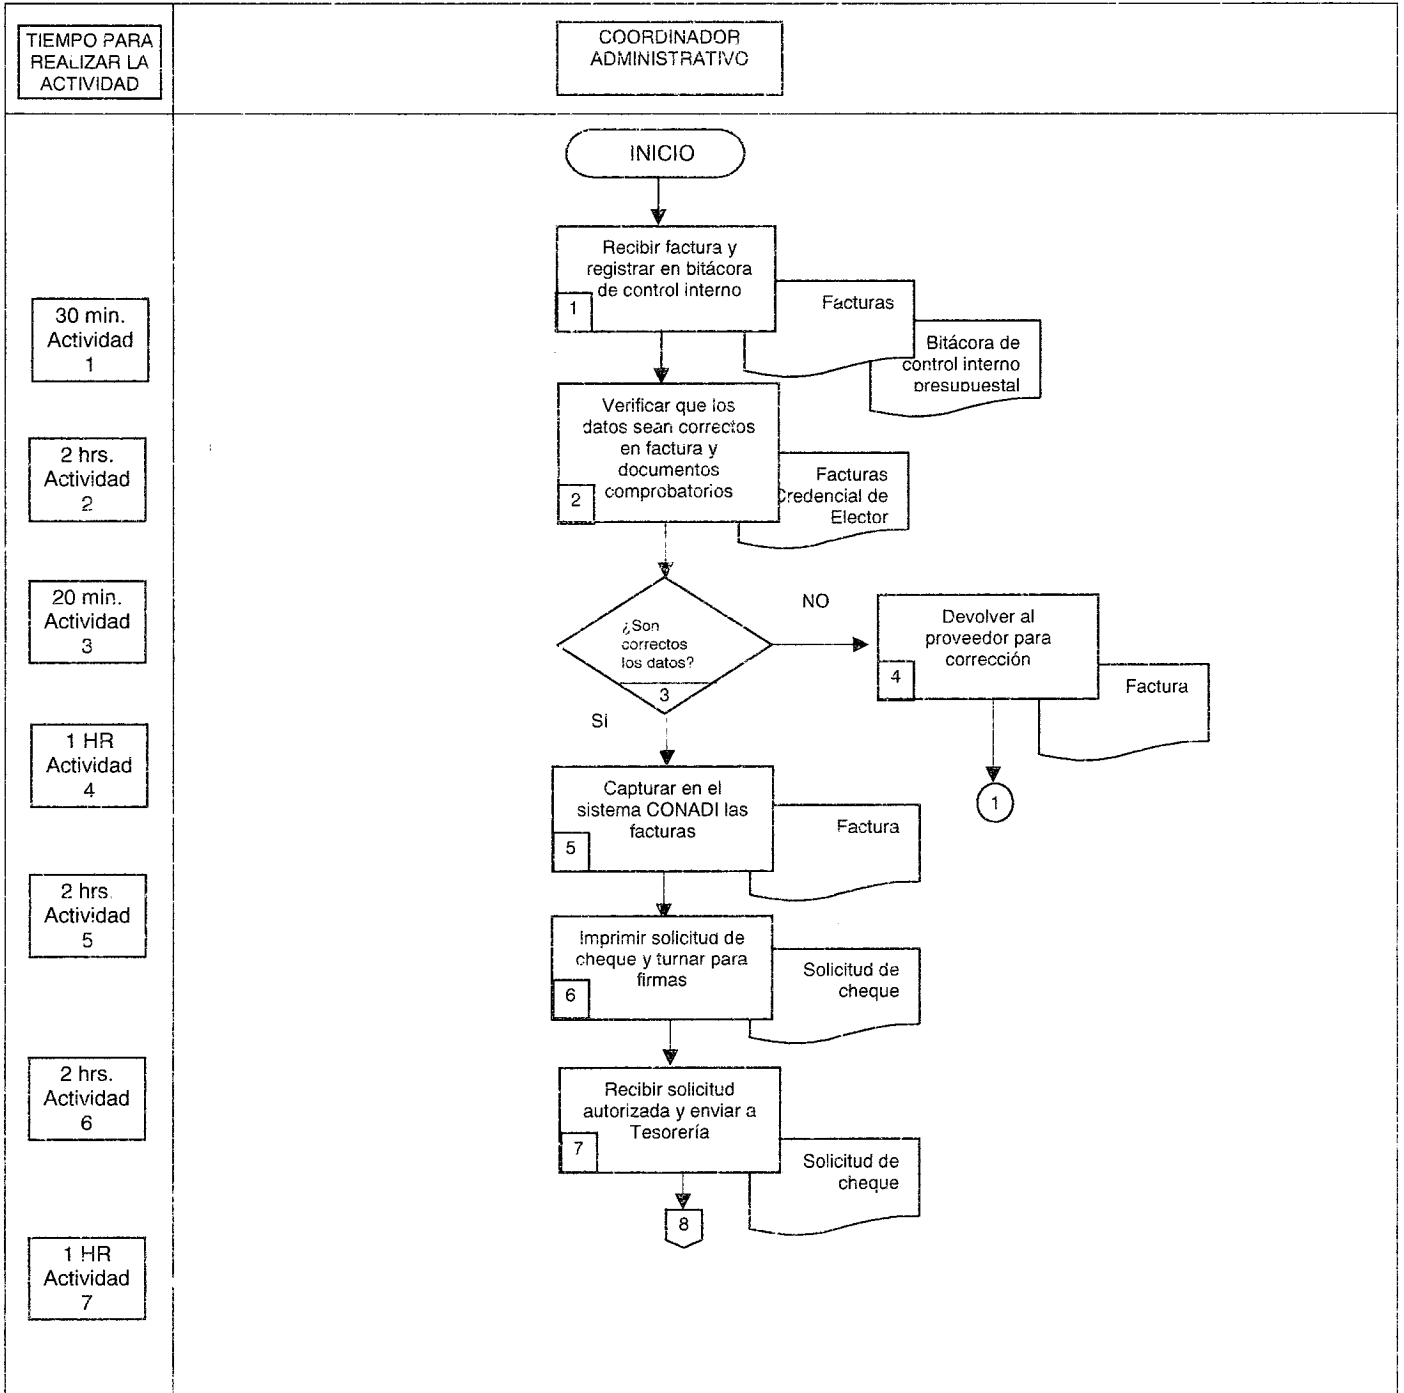 TIEMPO PARA
REALIZAR LA
ACTIVIDAD
COORDINADOR
ADMINISTRATIVO
INICIO
Recibir factura y
registrar en bitácora
de control interno
1
Facturas
Bitácora de
control interno
presupuestal
30 min.
Actividad
1
Verificar que los
datos sean correctos
en factura y
documentos
comprobatorios
2
Facturas
Credencial de
Elector
2 hrs.
Actividad
2
¿Son
correctos
los datos?
3
NO
Devolver al
proveedor para
corrección
4
Factura
1
20 min.
Actividad
3
Si
1 HR
Actividad
4
Capturar en el
sistema CONADI las
facturas
5
Factura
2 hrs.
Actividad
5
Imprimir solicitud de
cheque y turnar para
firmas
6
Solicitud de
cheque
2 hrs.
Actividad
6
Recibir solicitud
autorizada y enviar a
Tesorería
7
Solicitud de
cheque
8
1 HR
Actividad
7